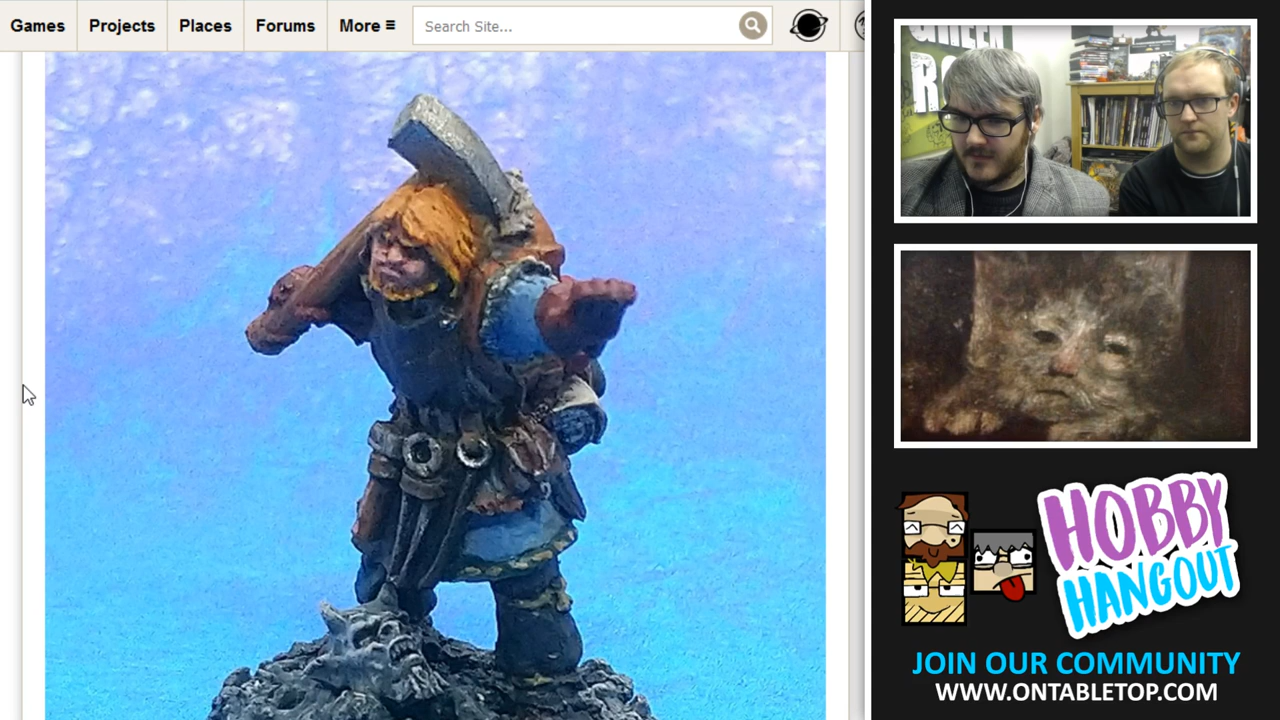 Games Projects Places Forums More ≡ Search Site...
HOBBY
HANGOUT
JOIN OUR COMMUNITY
WWW.ONTABLETOP.COM